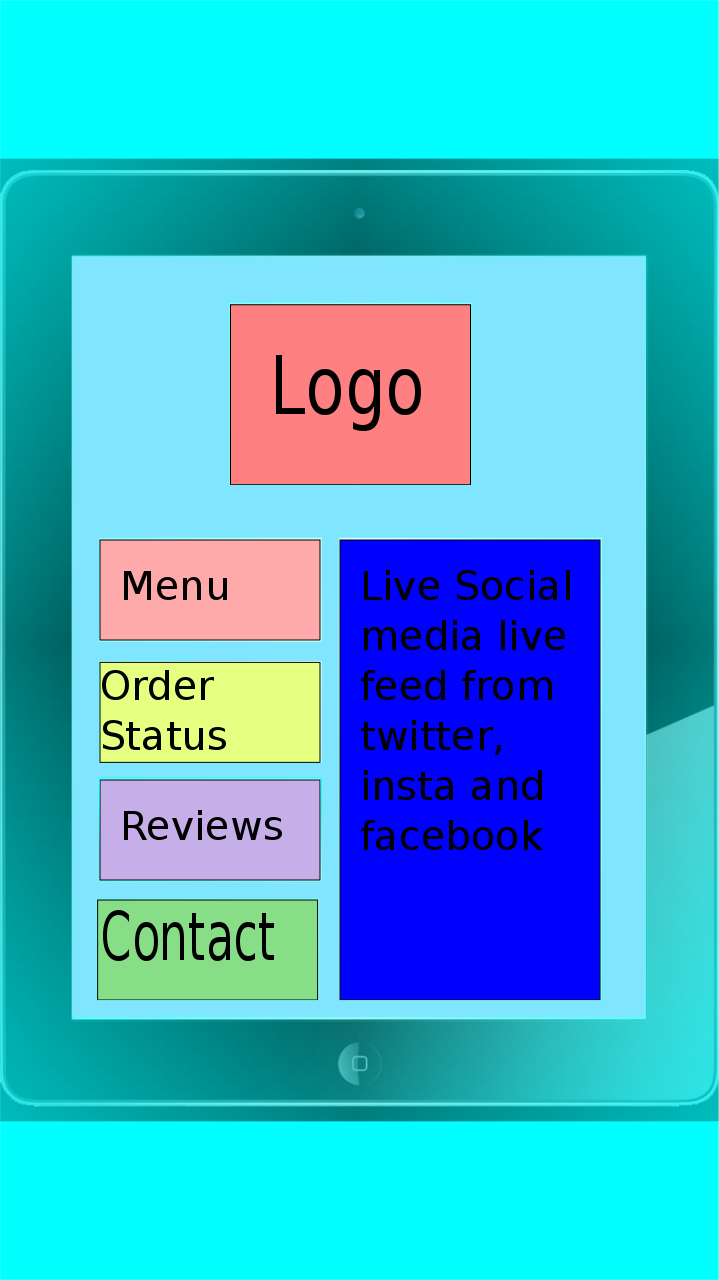 Logo
Menu
Order
Status
Reviews
Contact
Live Social
media live
feed from
twitter,
insta and
facebook